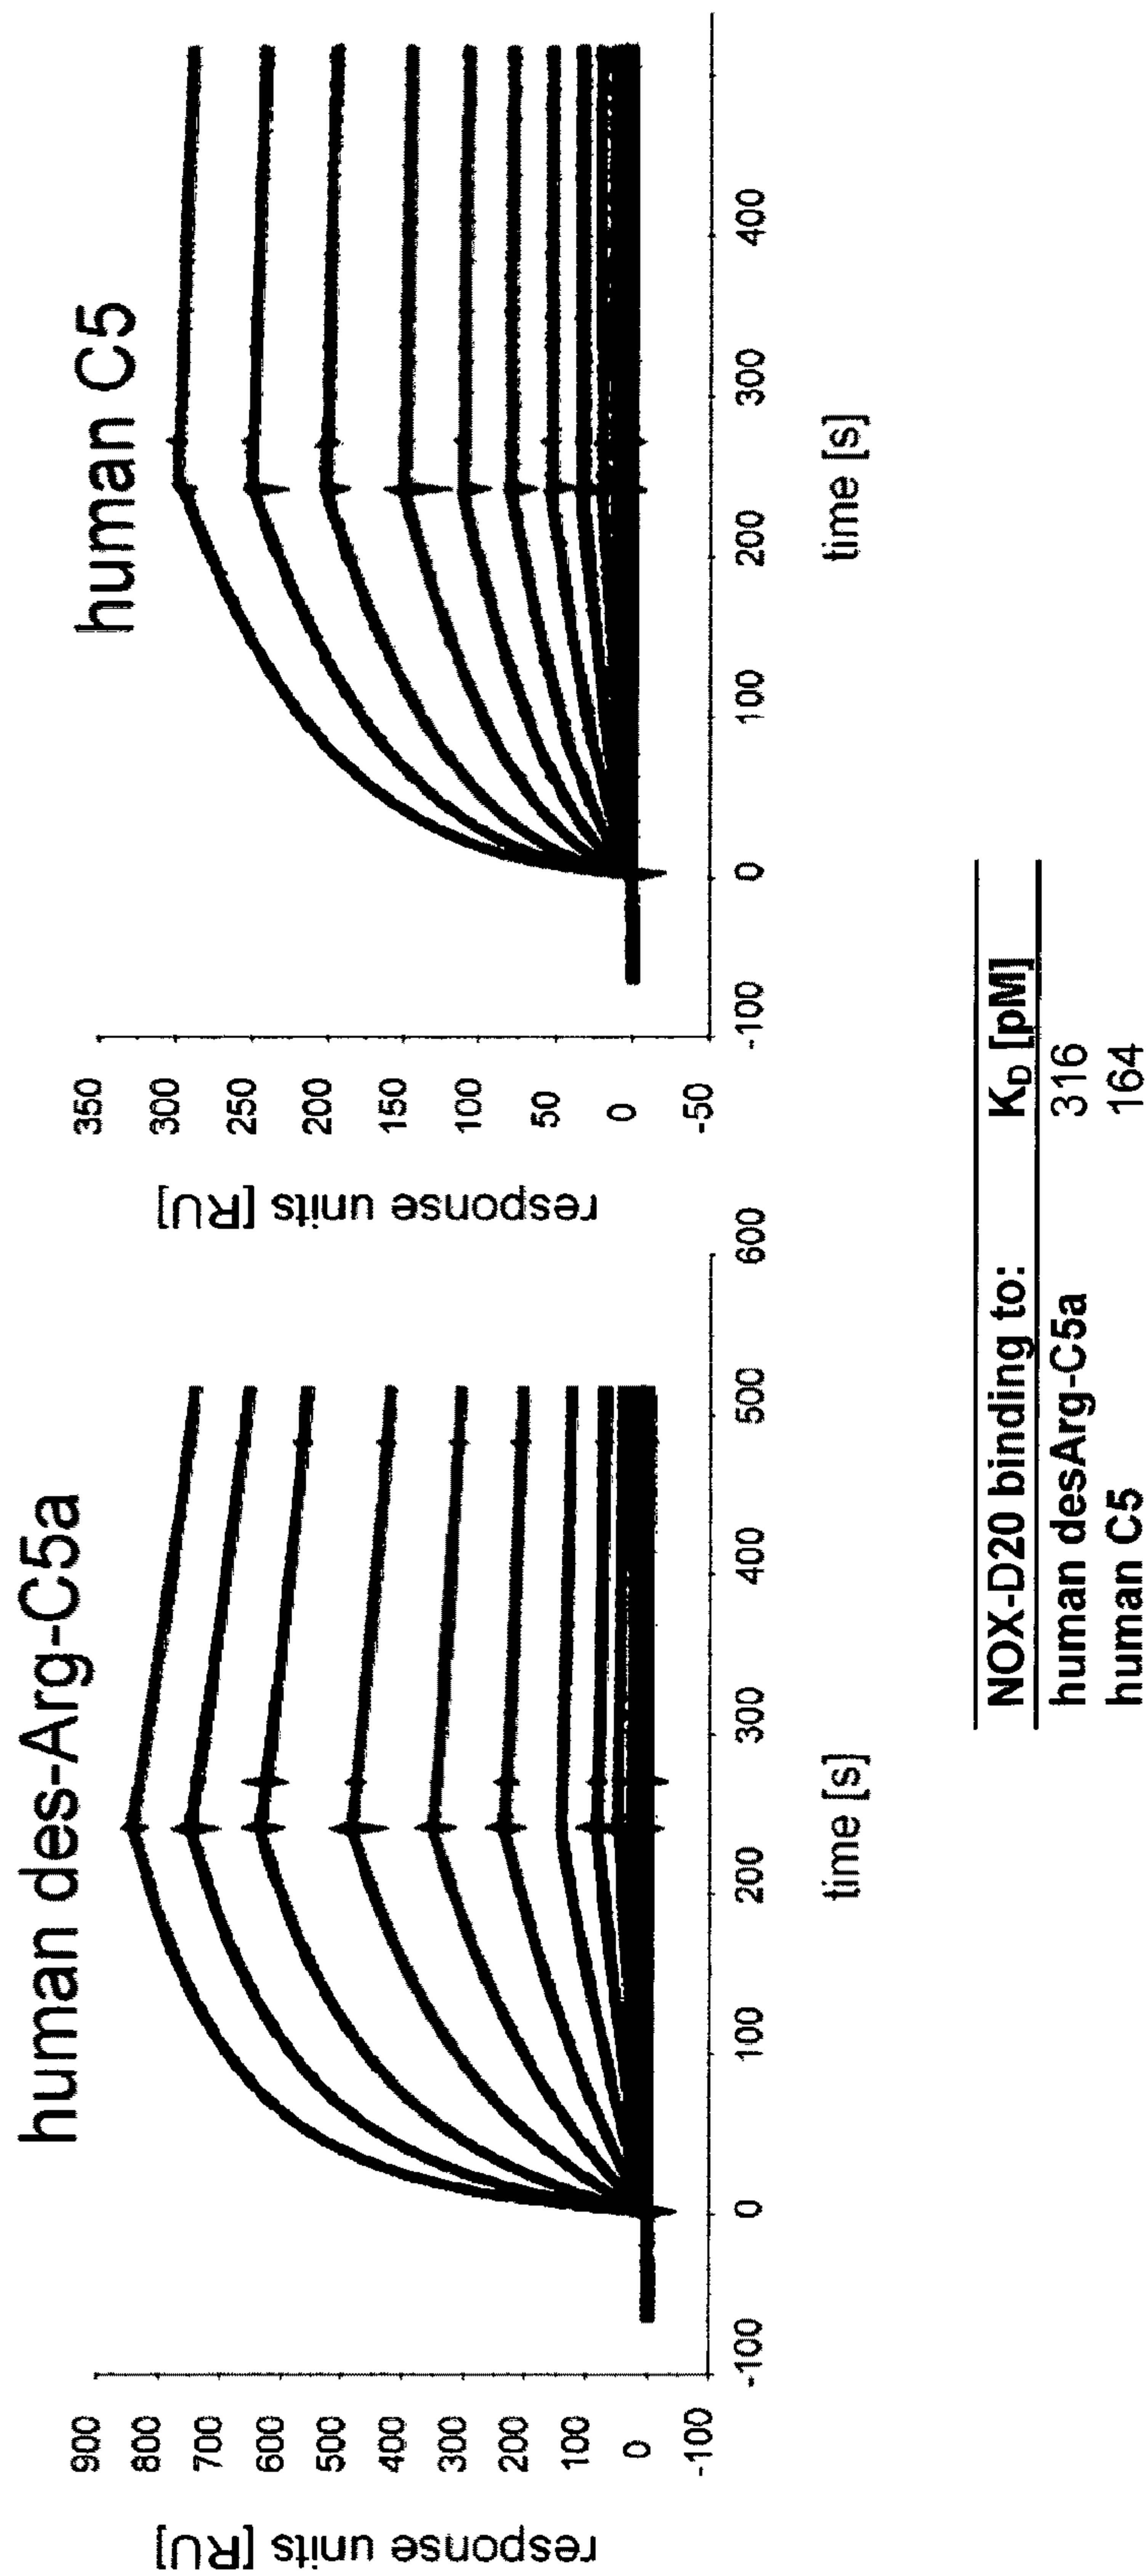 human des-Arg-C5a
response units [RU]
900
800
700
600
500
400
300
200
100
0
-100
-100 0 100 200 300 400 500 600
time [s]
human C5
response units [RU]
350
300
250
200
150
100
50
0
-50
-100 0 100 200 300 400
time [s]
NOX-D20 binding to: KD [pM]
human desArg-C5a 316
human C5 164